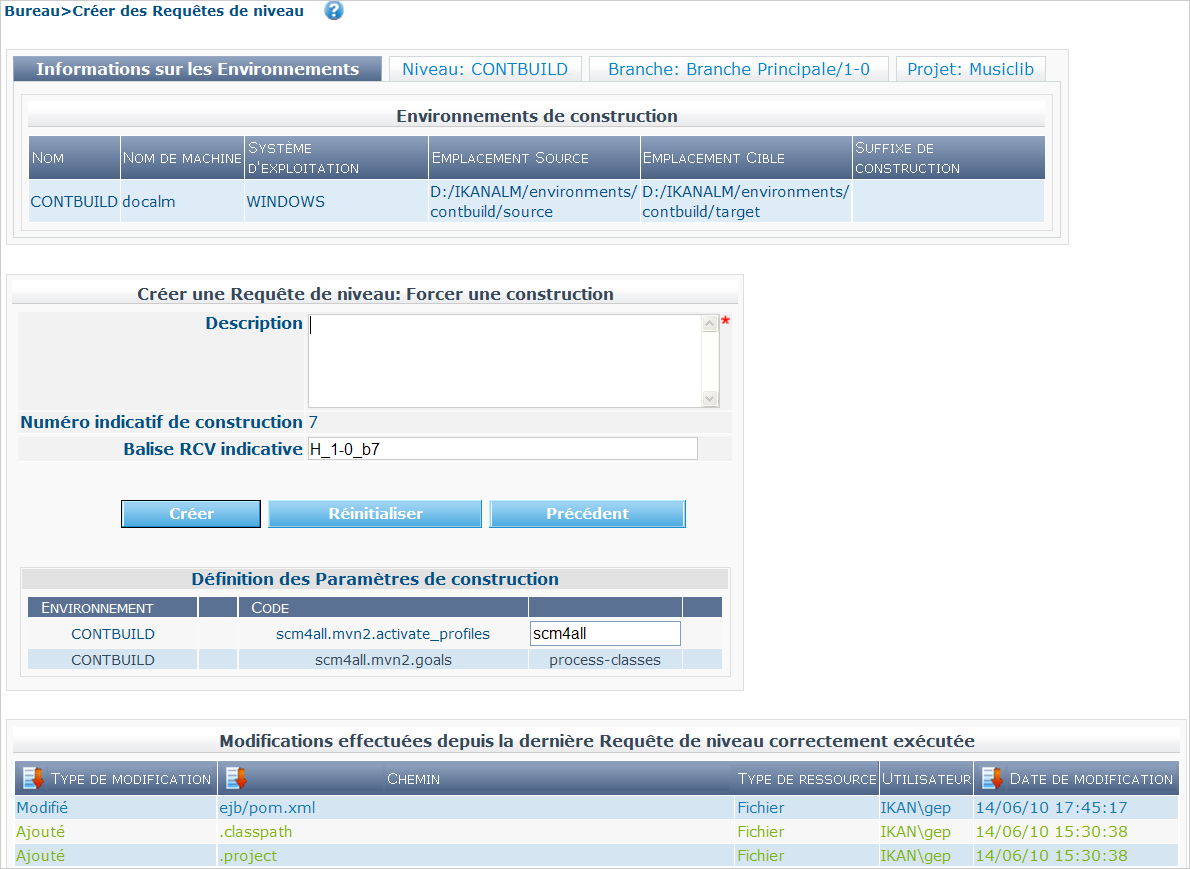 Bureau>Créer des Requêtes de niveau ?
Informations sur les Environnements Niveau: CONTBUILD Branche: Branche Principale/1-0 Projet: Musiclib
Environnements de construction
Nom Nom de machine Système d'exploitation Emplacement Source Emplacement Cible Suffixe de construction
CONTBUILD docalm WINDOWS D:/IKANALM/environments/contbuild/source D:/IKANALM/environments/contbuild/target
Créer une Requête de niveau: Forcer une construction
Description *
Numéro indicatif de construction 7
Balise RCV indicative H_1-0_b7
Créer Réinitialiser Précédent
Définition des Paramètres de construction
Environnement Code
CONTBUILD scm4all.mvn2.activate_profiles scm4all
CONTBUILD scm4all.mvn2.goals process-classes
Modifications effectuées depuis la dernière Requête de niveau correctement exécutée
Type de modification Chemin Type de ressource Utilisateur Date de modification
Modifié ejb/pom.xml Fichier IKAN\gep 14/06/10 17:45:17
Ajouté .classpath Fichier IKAN\gep 14/06/10 15:30:38
Ajouté .project Fichier IKAN\gep 14/06/10 15:30:38